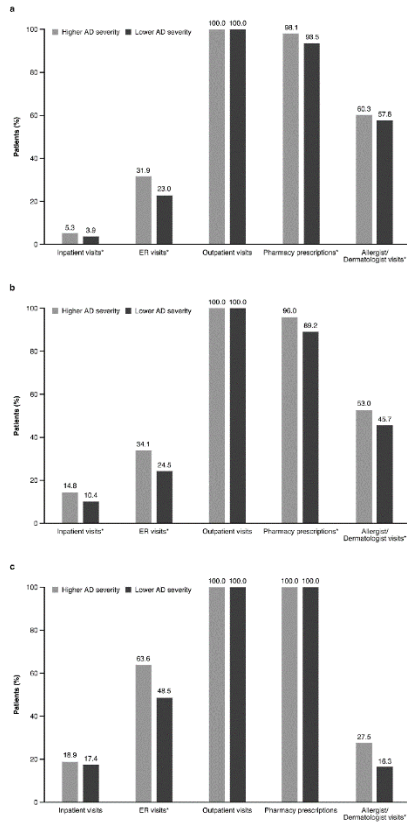 a
Higher AD severity Lower AD severity
100.0 100.0
98.1
93.5
100
80
60
40
20
0
Patients (%)
60.3
57.8
31.9
23.0
5.3
3.9
Inpatient visits*
ER visits*
Outpatient visits
Pharmacy prescriptions*
Allergist/
Dermatologist visits*
b
Higher AD severity Lower AD severity
100.0 100.0
96.0
89.2
100
80
60
40
20
0
Patients (%)
53.0
45.7
34.1
24.5
14.8
10.4
Inpatient visits*
ER visits*
Outpatient visits
Pharmacy prescriptions*
Allergist/
Dermatologist visits*
c
Higher AD severity Lower AD severity
100.0 100.0
100.0 100.0
100
80
60
40
20
0
Patients (%)
63.6
48.5
27.5
16.3
18.9
17.4
Inpatient visits
ER visits*
Outpatient visits
Pharmacy prescriptions
Allergist/
Dermatologist visits*